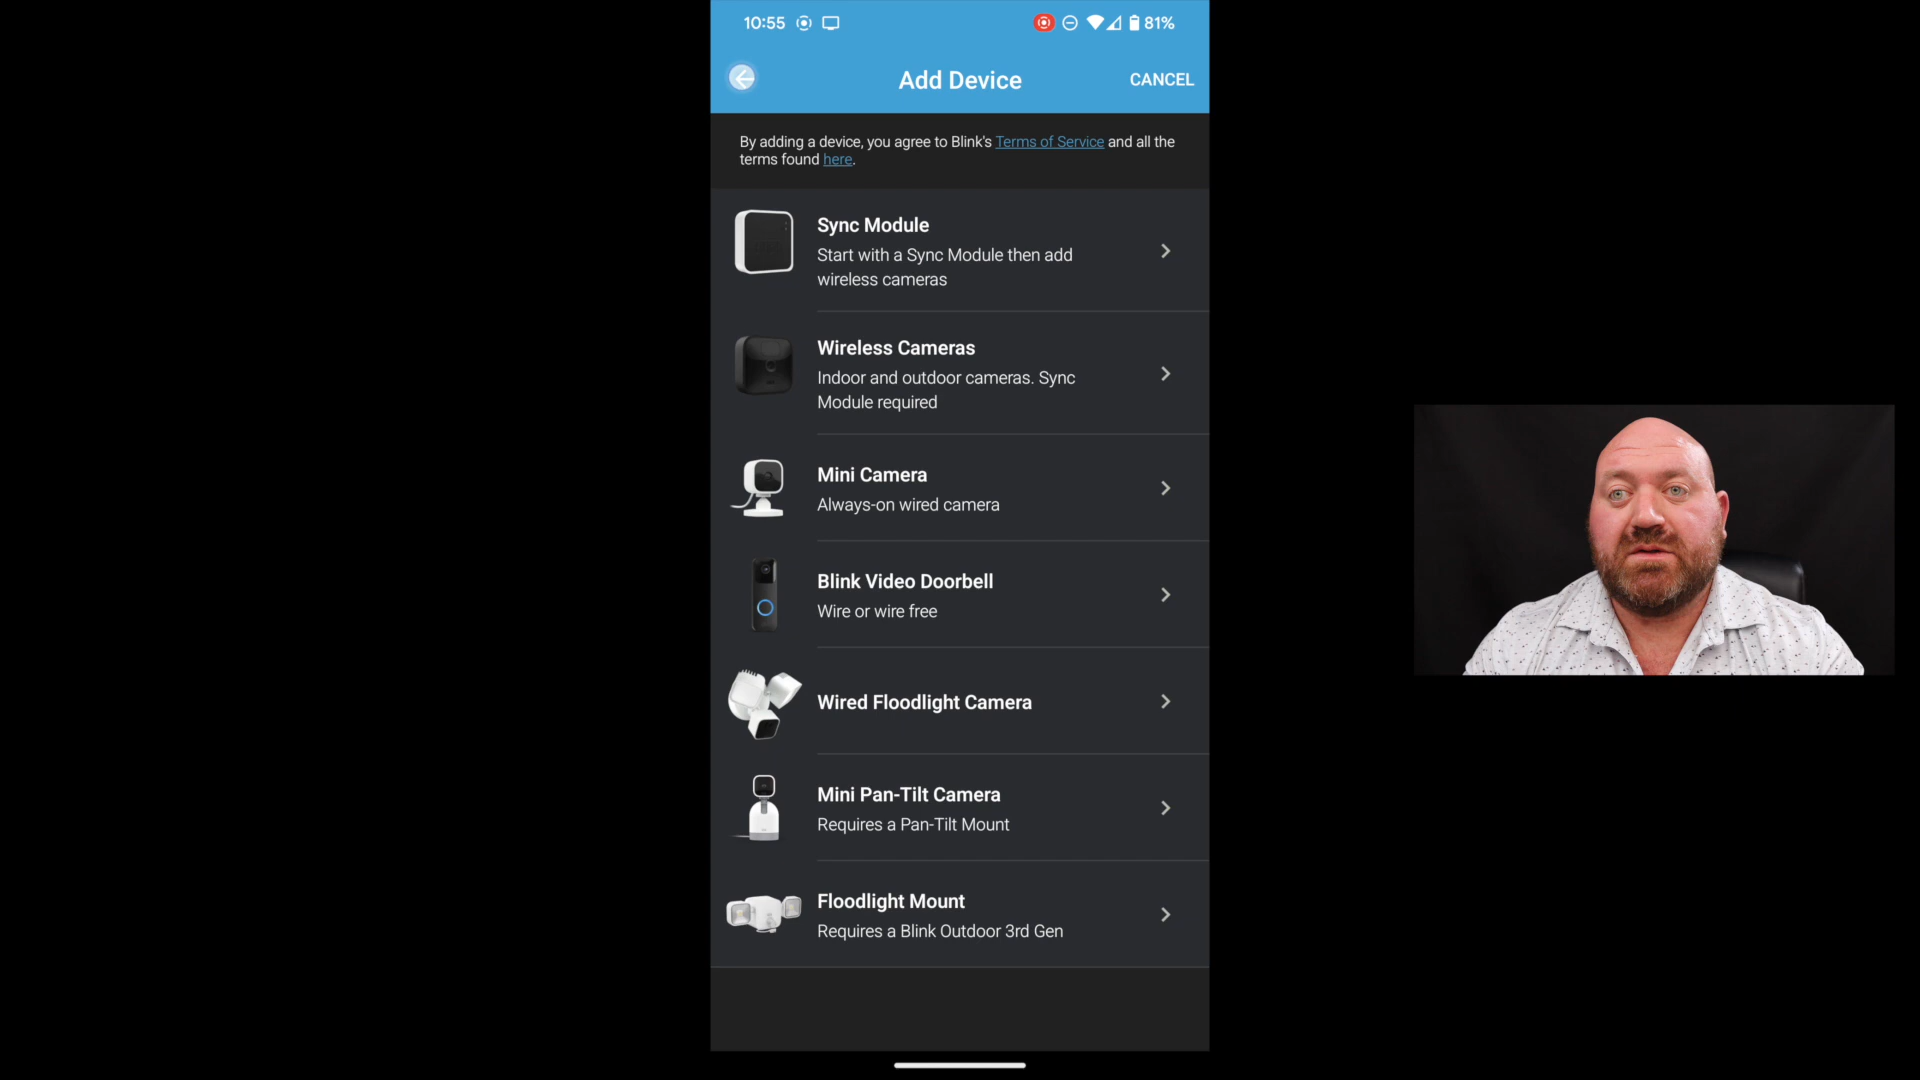 10:55
81%
Add Device
CANCEL
By adding a device, you agree to Blink's Terms of Service and all the
terms found here.
Sync Module
Start with a Sync Module then add
wireless cameras
Wireless Cameras
Indoor and outdoor cameras. Sync
Module required
Mini Camera
Always-on wired camera
Blink Video Doorbell
Wire or wire free
Wired Floodlight Camera
Mini Pan-Tilt Camera
Requires a Pan-Tilt Mount
Floodlight Mount
Requires a Blink Outdoor 3rd Gen